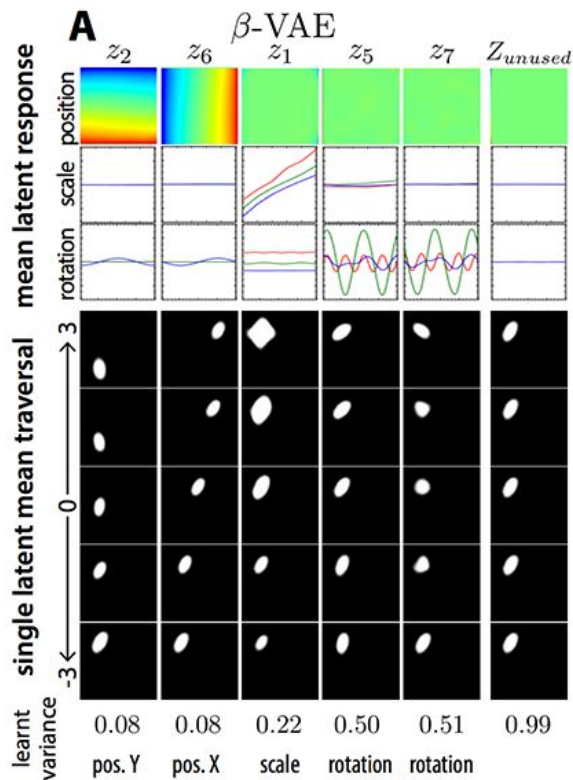 A
β-VAE
z2 z6 z1 z5 z7 Zunused
mean latent response
position
scale
rotation
single latent mean traversal
3
0
-3
learnt
variance
0.08 0.08 0.22 0.50 0.51 0.99
pos. Y pos. X scale rotation rotation